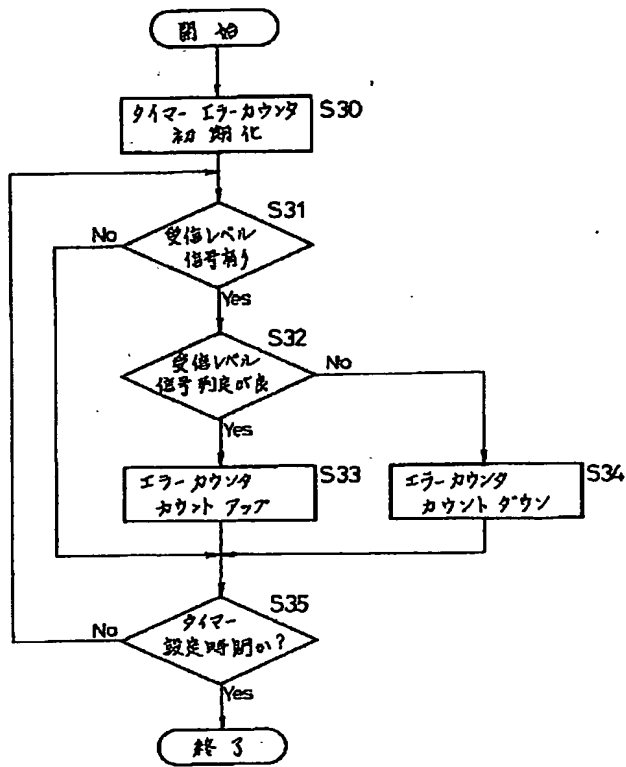 開始
タイマー エラーカウンタ
初期化
S30
S31
No
受信レベル
信号有り
Yes
S32
受信レベル
信号判定が良
No
Yes
エラーカウンタ
カウント アップ
S33
エラーカウンタ
カウント ダウン
S34
S35
タイマー
設定時間か?
No
Yes
終了